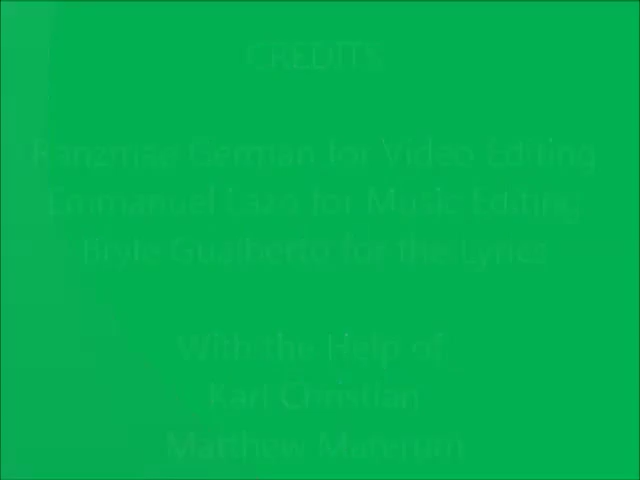 CREDITS
German for Video Editing
Emmanuel Lazo for Music Editing
Gualberto for the Lyrics
With the Help of
Karl Christian
Matthew